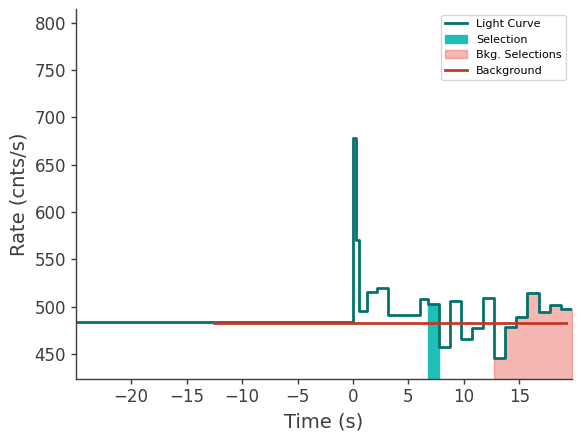 Rate (cnts/s)
800
750
700
650
600
550
500
450
Light Curve
Selection
Bkg. Selections
Background
−20 −15 −10 −5 0 5 10 15
Time (s)